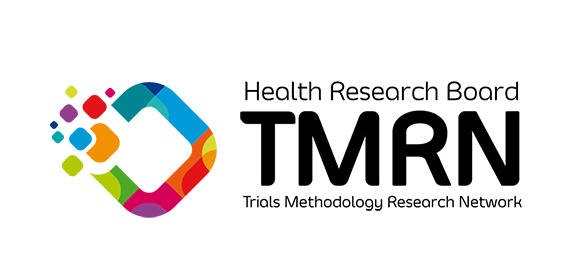 Health Research Board
TMRN
Trials Methodology Research Network